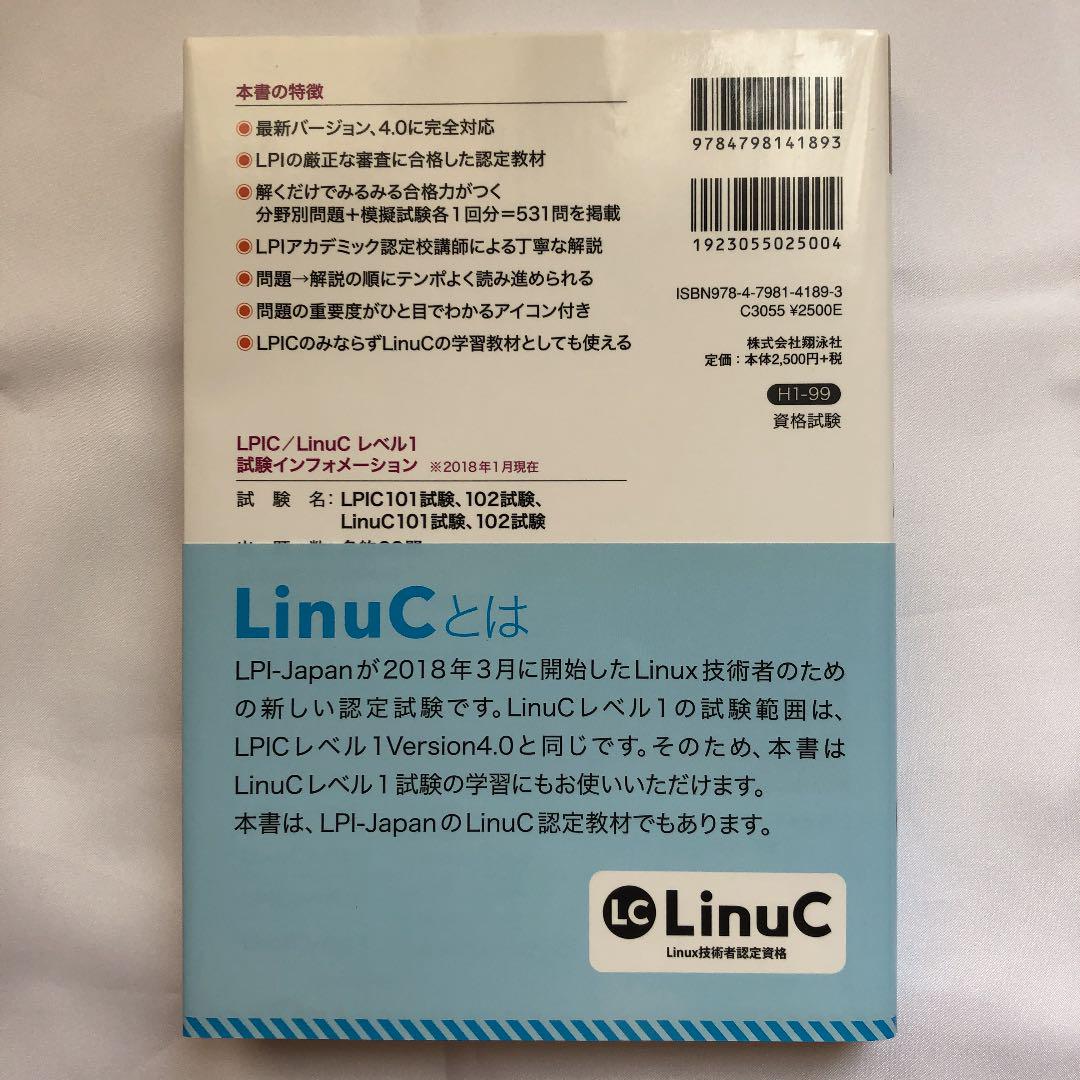 本書の特徴
◉最新バージョン、4.0に完全対応
◉LPIの厳正な審査に合格した認定教材
◉解くだけでみるみる合格力がつく
分野別問題+模擬試験各1回分=531問を掲載
◉LPIアカデミック認定校講師による丁寧な解説
◉問題→解説の順にテンポよく読み進められる
◉問題の重要度がひと目でわかるアイコン付き
◉LPICのみならずLinuCの学習教材としても使える
9784798141893
1923055025004
ISBN978-4-7981-4189-3
C3055 ¥2500E
株式会社翔泳社
定価:本体2,500円+税
H1-99
資格試験
LPIC/LinuC レベル1
試験インフォメーション ※2018年1月現在
試 験 名: LPIC101試験、102試験、
LinuC101試験、102試験
LinuCとは
LPI-Japanが2018年3月に開始したLinux技術者のため
の新しい認定試験です。LinuCレベル1の試験範囲は、
LPICレベル1Version4.0と同じです。そのため、本書は
LinuCレベル1試験の学習にもお使いいただけます。
本書は、LPI-JapanのLinuC認定教材でもあります。
LC LinuC
Linux技術者認定資格